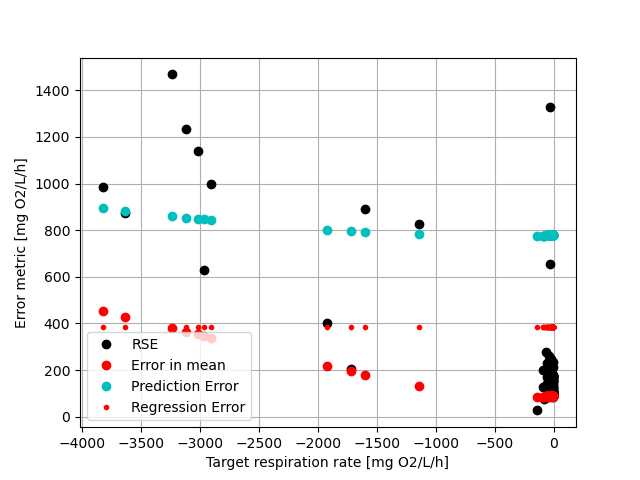 1400
1200
1000
800
600
400
200
0
Error metric [mg O2/L/h]
RSE
Error in mean
Prediction Error
Regression Error
−4000 −3500 −3000 −2500 −2000 −1500 −1000 −500 0
Target respiration rate [mg O2/L/h]